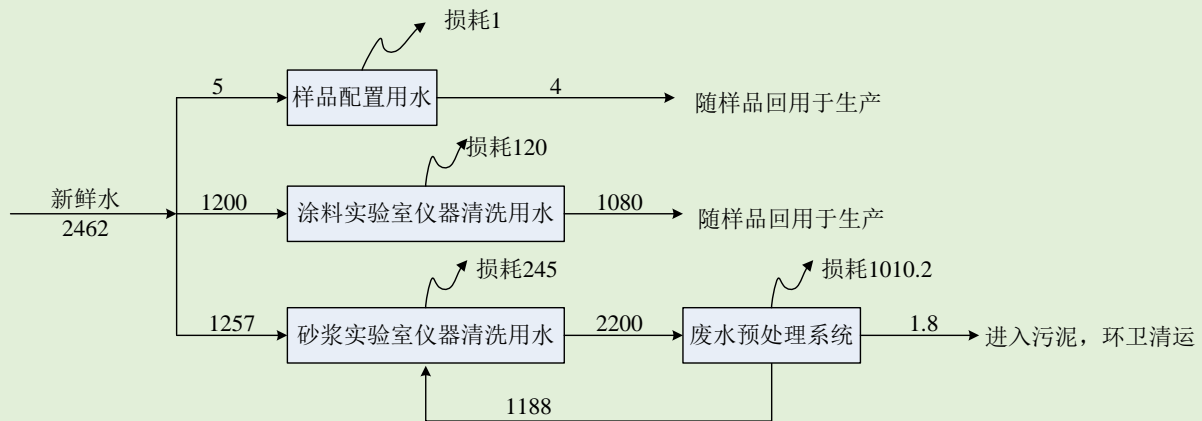 损耗1
5
样品配置用水
4
随样品回用于生产
损耗120
新鲜水
2462
1200
涂料实验室仪器清洗用水
1080
随样品回用于生产
损耗245
损耗1010.2
1257
砂浆实验室仪器清洗用水
2200
废水预处理系统
1.8
进入污泥，环卫清运
1188